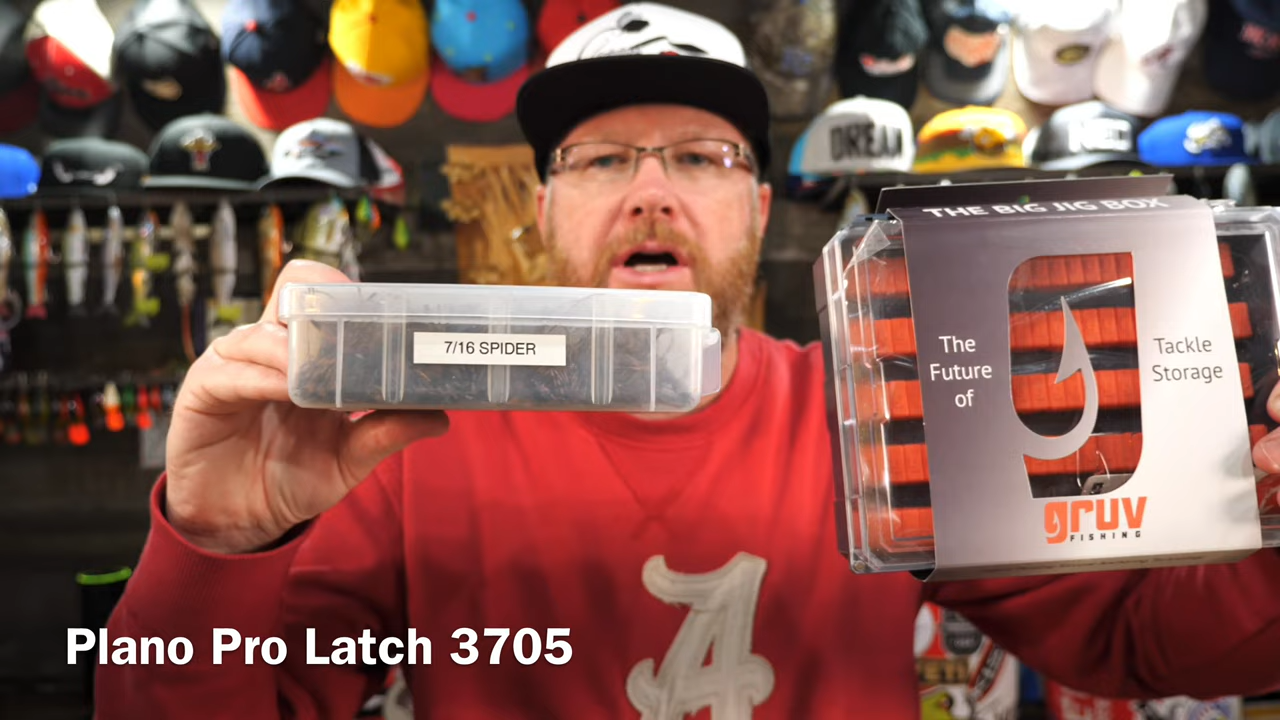 DREAM
THE BIG JIG BOX
7/16 SPIDER
The
Future
of
Tackle
Storage
gruv
FISHING
A
Plano Pro Latch 3705